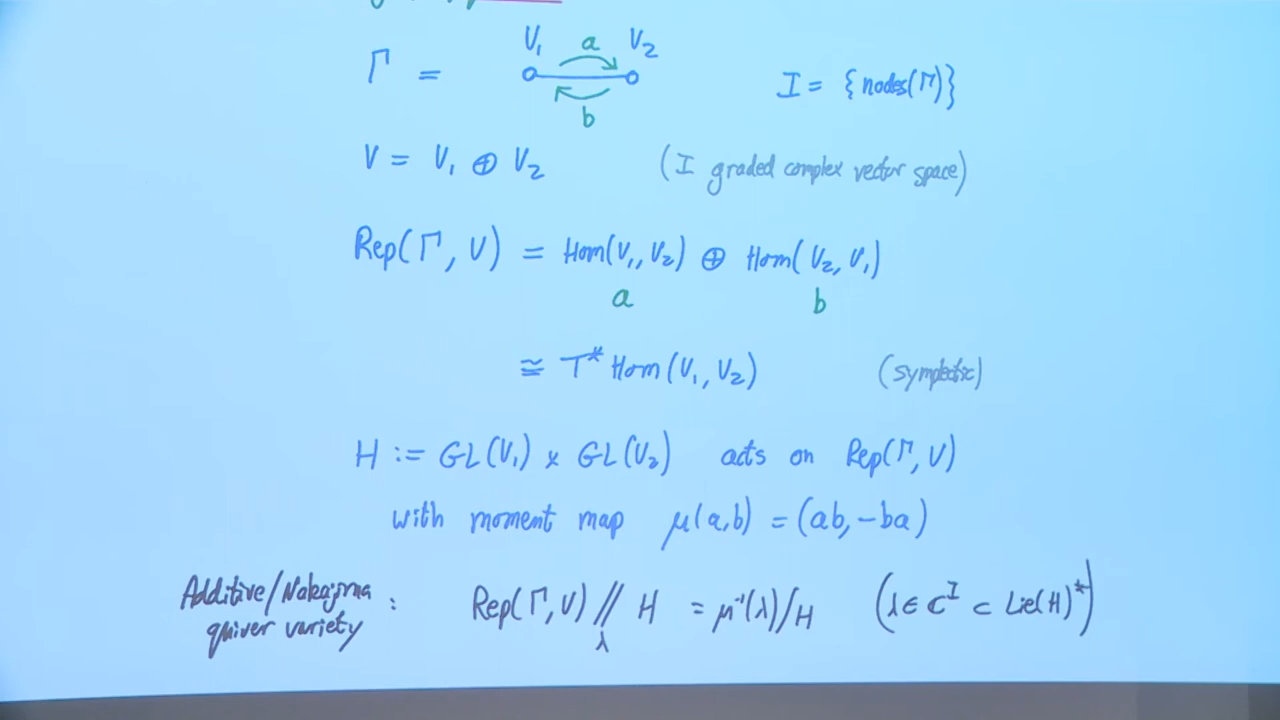 V₁ a V₂
Γ = b I = {nodes(Γ)}
V = V₁ ⊕ V₂ (I graded complex vector space)
Rep(Γ, V) = Hom(V₁, V₂) ⊕ Hom(V₂, V₁)
a b
≅ T* Hom(V₁, V₂) (symplectic)
H := GL(V₁) × GL(V₂) acts on Rep(Γ, V)
with moment map μ(a,b) = (ab, -ba)
Additive/Nakajima quiver variety : Rep(Γ, V) //_λ H = μ⁻¹(λ)/H (λ ∈ ℂ^I ⊂ Lie(H)*)